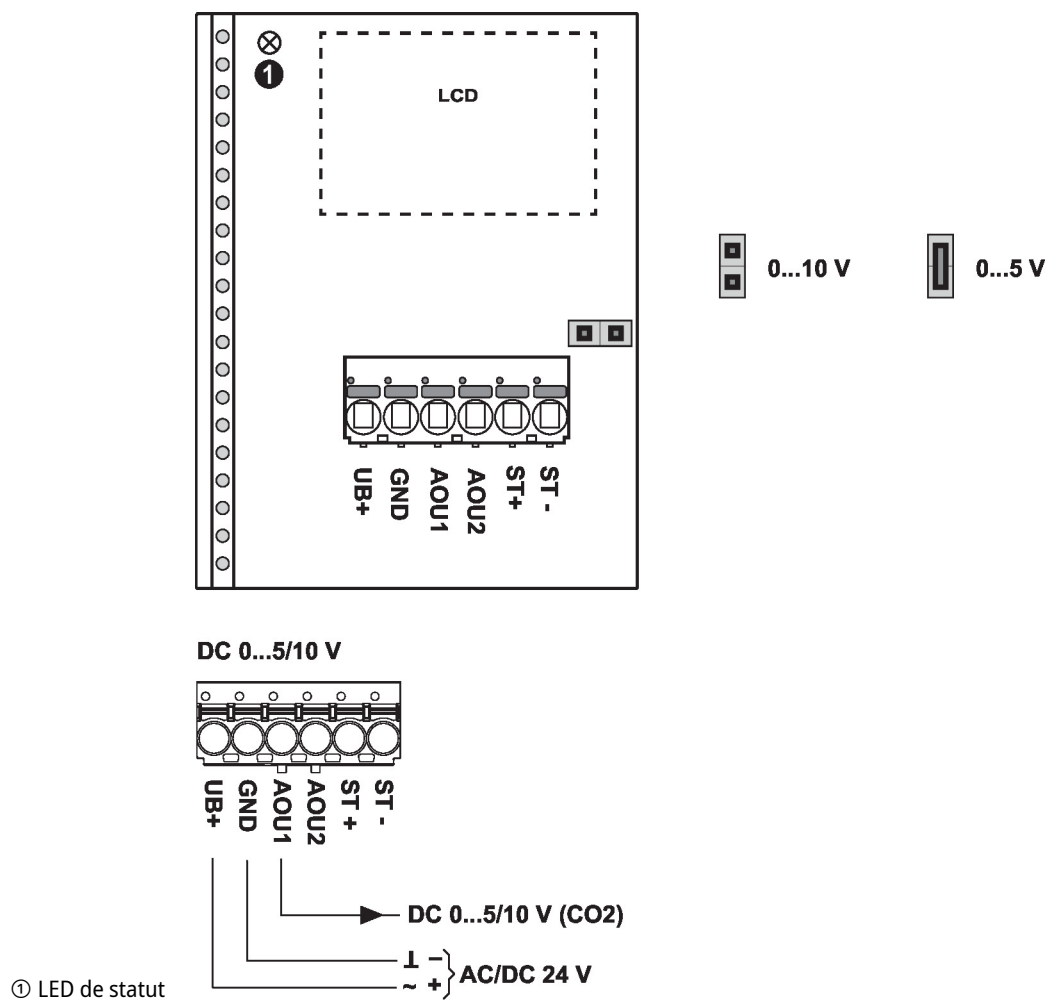 ❶
LCD
0...10 V
0...5 V
UB+ GND AOU1 AOU2 ST+ ST -
DC 0...5/10 V
UB+ GND AOU1 AOU2 ST + ST -
DC 0...5/10 V (CO2)
⊥ −
~ +
AC/DC 24 V
① LED de statut